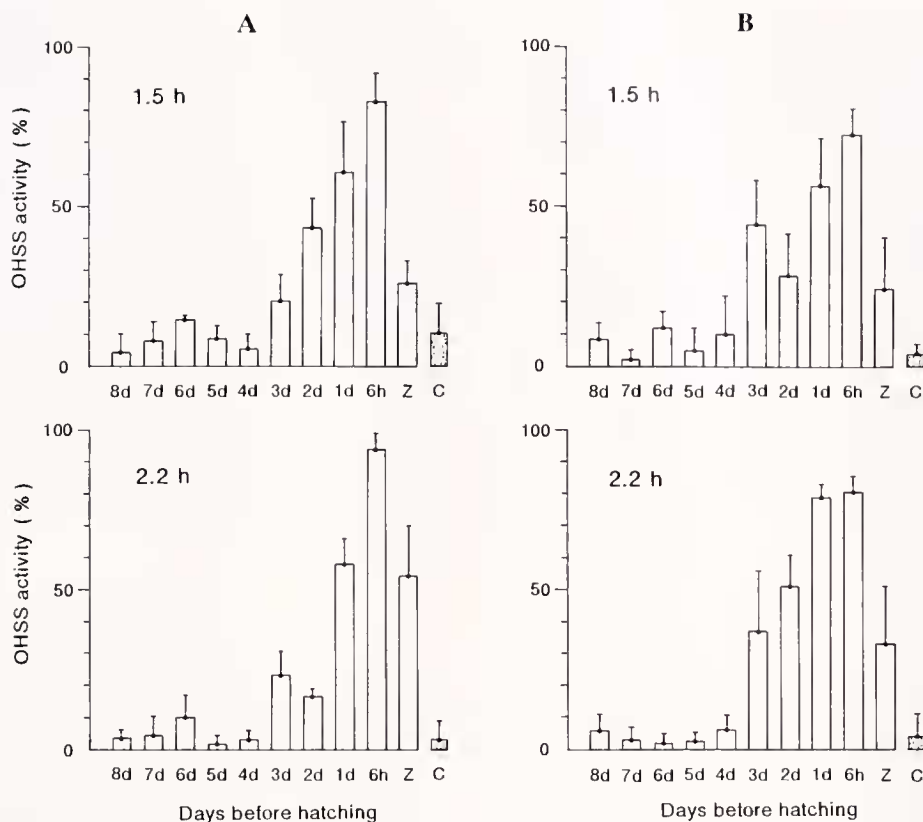 A
B
100
50
0
OHSS activity ( % )
1.5 h
8d 7d 6d 5d 4d 3d 2d 1d 6h Z C
100
50
0
1.5 h
8d 7d 6d 5d 4d 3d 2d 1d 6h Z C
100
50
0
OHSS activity ( % )
2.2 h
8d 7d 6d 5d 4d 3d 2d 1d 6h Z C
Days before hatching
100
50
0
2.2 h
8d 7d 6d 5d 4d 3d 2d 1d 6h Z C
Days before hatching